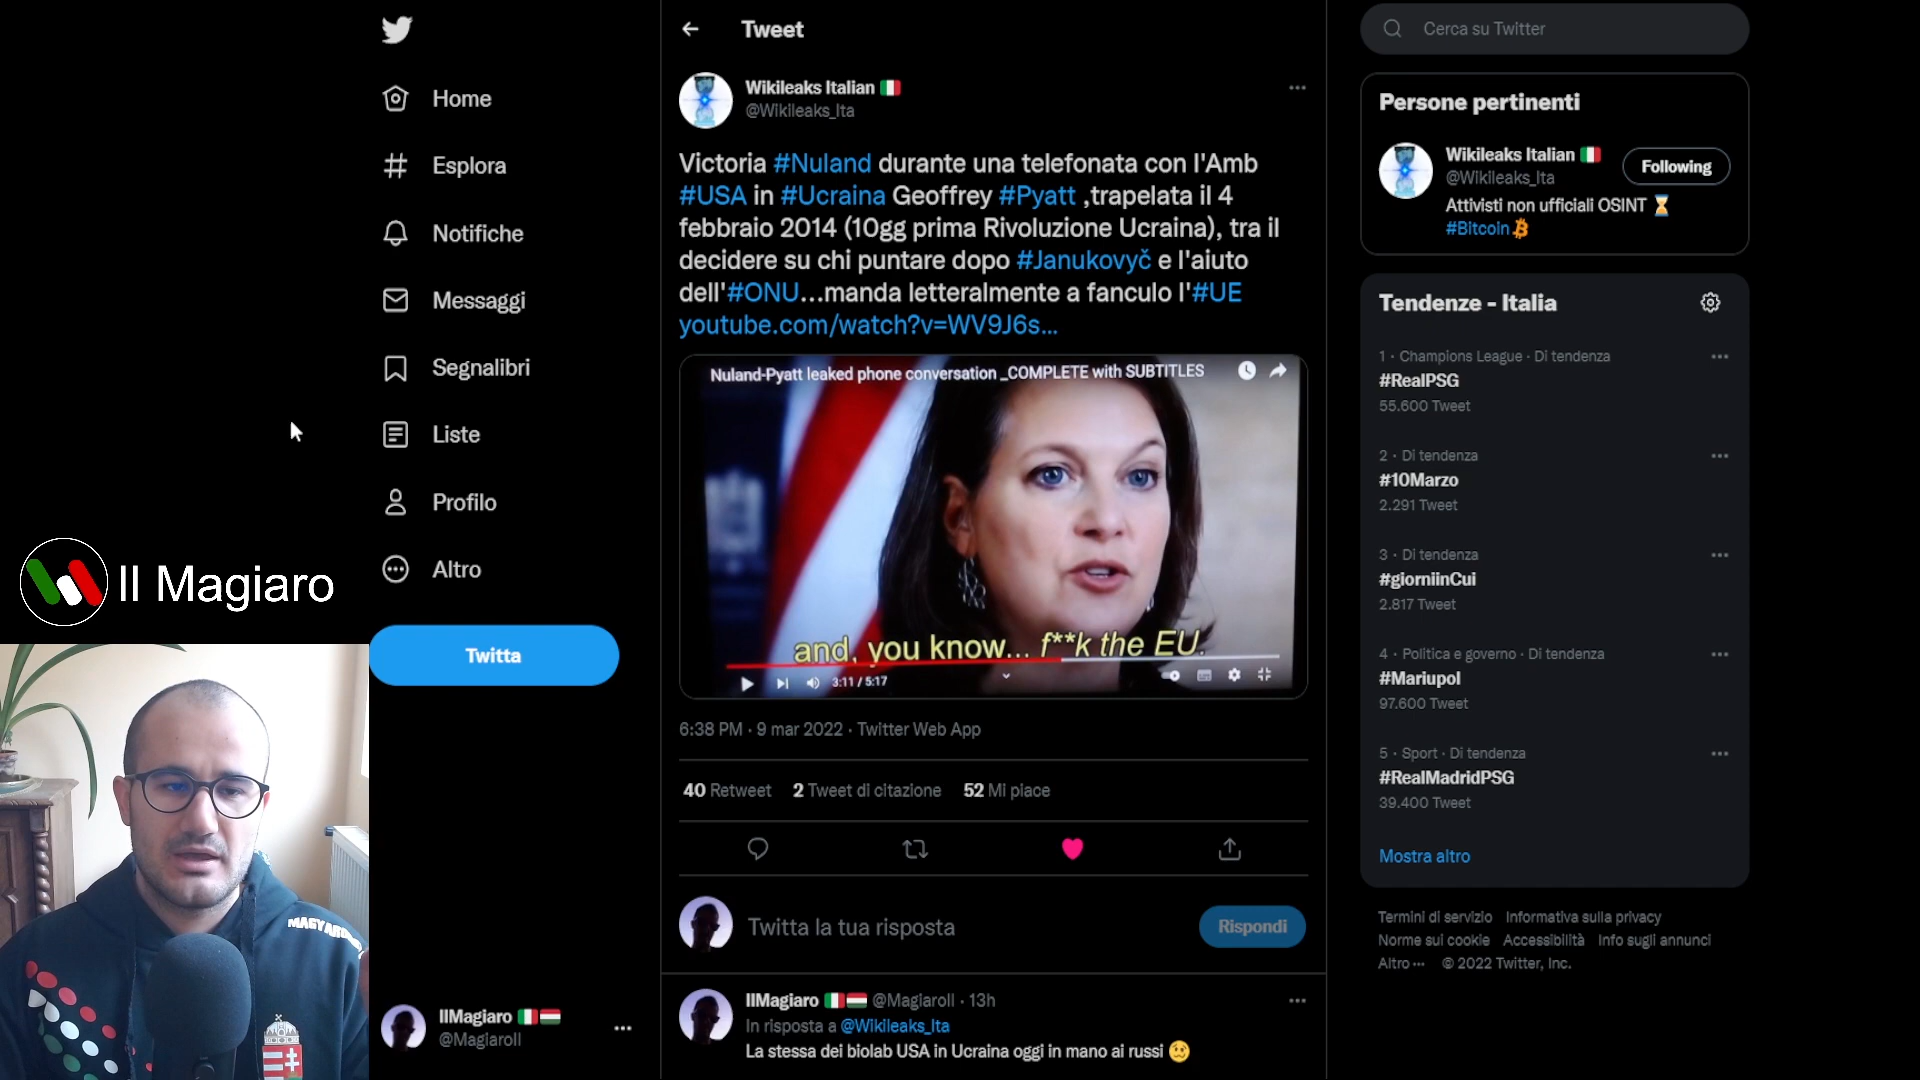 Home
Esplora
Notifiche
Messaggi
Segnalibri
Liste
Profilo
Altro
Twitta
Il Magiaro
MAGYARO
IlMagiaro
@MagiaroIl
Tweet
Wikileaks Italian
@Wikileaks_Ita
Victoria #Nuland durante una telefonata con l'Amb
#USA in #Ucraina Geoffrey #Pyatt ,trapelata il 4
febbraio 2014 (10gg prima Rivoluzione Ucraina), tra il
decidere su chi puntare dopo #Janukovyč e l'aiuto
dell'#ONU...manda letteralmente a fanculo l'#UE
youtube.com/watch?v=WV9J6s...
Nuland-Pyatt leaked phone conversation _COMPLETE with SUBTITLES
and, you know... f**k the EU.
3:11 / 5:17
6:38 PM · 9 mar 2022 · Twitter Web App
40 Retweet 2 Tweet di citazione 52 Mi piace
Twitta la tua risposta
Rispondi
IlMagiaro @MagiaroIl · 13h
In risposta a @Wikileaks_Ita
La stessa dei biolab USA in Ucraina oggi in mano ai russi
Cerca su Twitter
Persone pertinenti
Wikileaks Italian
@Wikileaks_Ita
Following
Attivisti non ufficiali OSINT
#Bitcoin
Tendenze - Italia
1 · Champions League · Di tendenza
#RealPSG
55.600 Tweet
2 · Di tendenza
#10Marzo
2.291 Tweet
3 · Di tendenza
#giorniinCui
2.817 Tweet
4 · Politica e governo · Di tendenza
#Mariupol
97.600 Tweet
5 · Sport · Di tendenza
#RealMadridPSG
39.400 Tweet
Mostra altro
Termini di servizio Informativa sulla privacy
Norme sui cookie Accessibilità Info sugli annunci
Altro ··· © 2022 Twitter, Inc.